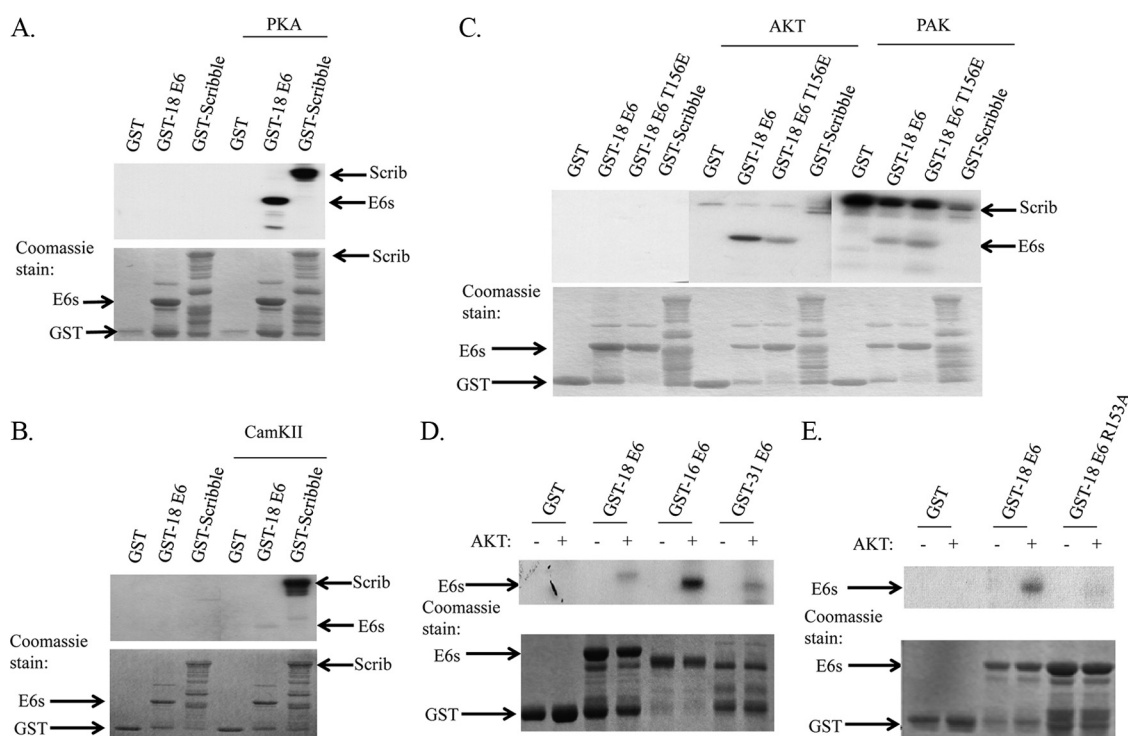 A.
PKA
GST
GST-18 E6
GST-Scribble
GST
GST-18 E6
GST-Scribble
Scrib
E6s
Coomassie
stain:
Scrib
E6s
GST
B.
CamKII
GST
GST-18 E6
GST-Scribble
GST
GST-18 E6
GST-Scribble
Scrib
E6s
Coomassie
stain:
Scrib
E6s
GST
C.
AKT
PAK
GST
GST-18 E6
GST-18 E6 T156E
GST-Scribble
GST
GST-18 E6
GST-18 E6 T156E
GST-Scribble
GST
GST-18 E6
GST-18 E6 T156E
GST-Scribble
Scrib
E6s
Coomassie
stain:
E6s
GST
D.
GST
GST-18 E6
GST-16 E6
GST-31 E6
AKT: - + - + - + - +
E6s
Coomassie
stain:
E6s
GST
E.
GST
GST-18 E6
GST-18 E6 R153A
AKT: - + - + - +
E6s
Coomassie
stain:
E6s
GST